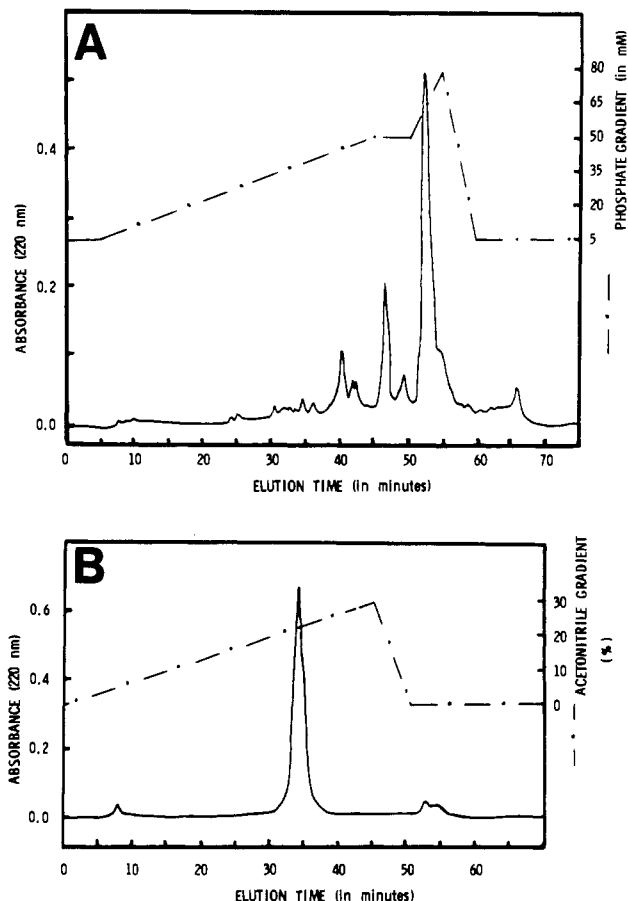 A
ABSORBANCE (220 nm)
0.4
0.2
0.0
0 10 20 30 40 50 60 70
ELUTION TIME (in minutes)
80
65
50
35
20
5
PHOSPHATE GRADIENT (in mM)
B
ABSORBANCE (220 nm)
0.6
0.4
0.2
0.0
0 10 20 30 40 50 60
ELUTION TIME (in minutes)
30
20
10
0
ACETONITRILE GRADIENT
(%)